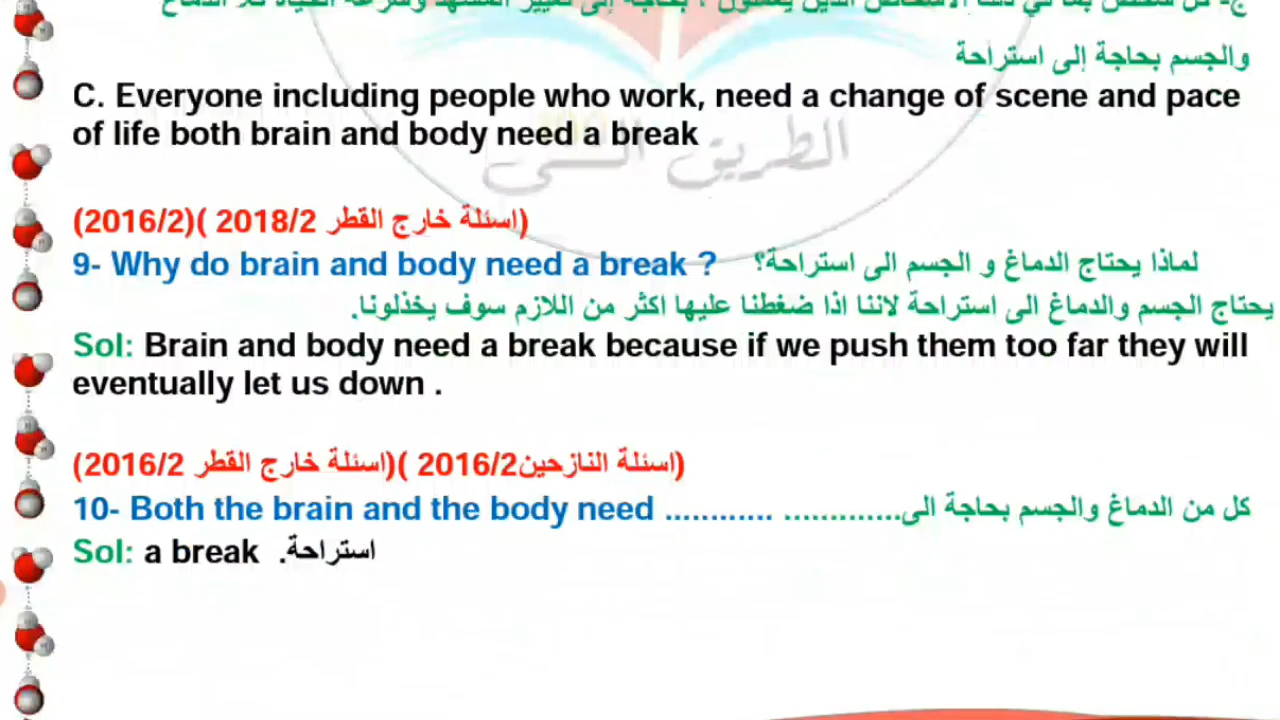 والجسم بحاجة إلى استراحة
C. Everyone including people who work, need a change of scene and pace
of life both brain and body need a break
الطريق الـــى
(2016/2)( 2018/2 اسئلة خارج القطر)
9- Why do brain and body need a break ? لماذا يحتاج الدماغ و الجسم الى استراحة؟
يحتاج الجسم والدماغ الى استراحة لاننا اذا ضغطنا عليها اكثر من اللازم سوف يخذلونا.
Sol: Brain and body need a break because if we push them too far they will
eventually let us down .
(2016/2 اسئلة خارج القطر)( 2016/2اسئلة النازحين)
10- Both the brain and the body need ............ كل من الدماغ والجسم بحاجة الى.............
Sol: a break استراحة.